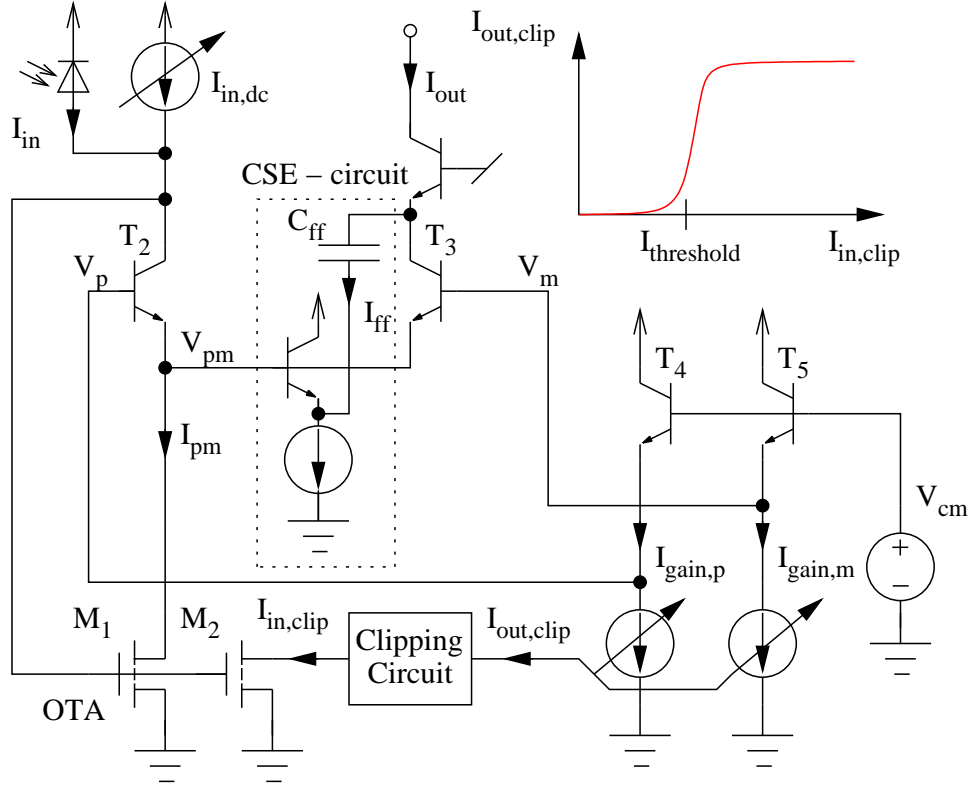 I_out,clip
I_in,dc
I_out
I_in
CSE – circuit
C_ff
T_2
T_3
I_threshold
I_in,clip
V_p
V_m
I_ff
V_pm
T_4
T_5
I_pm
V_cm
+
–
I_gain,p
I_gain,m
M_1
M_2
I_in,clip
Clipping
Circuit
I_out,clip
OTA